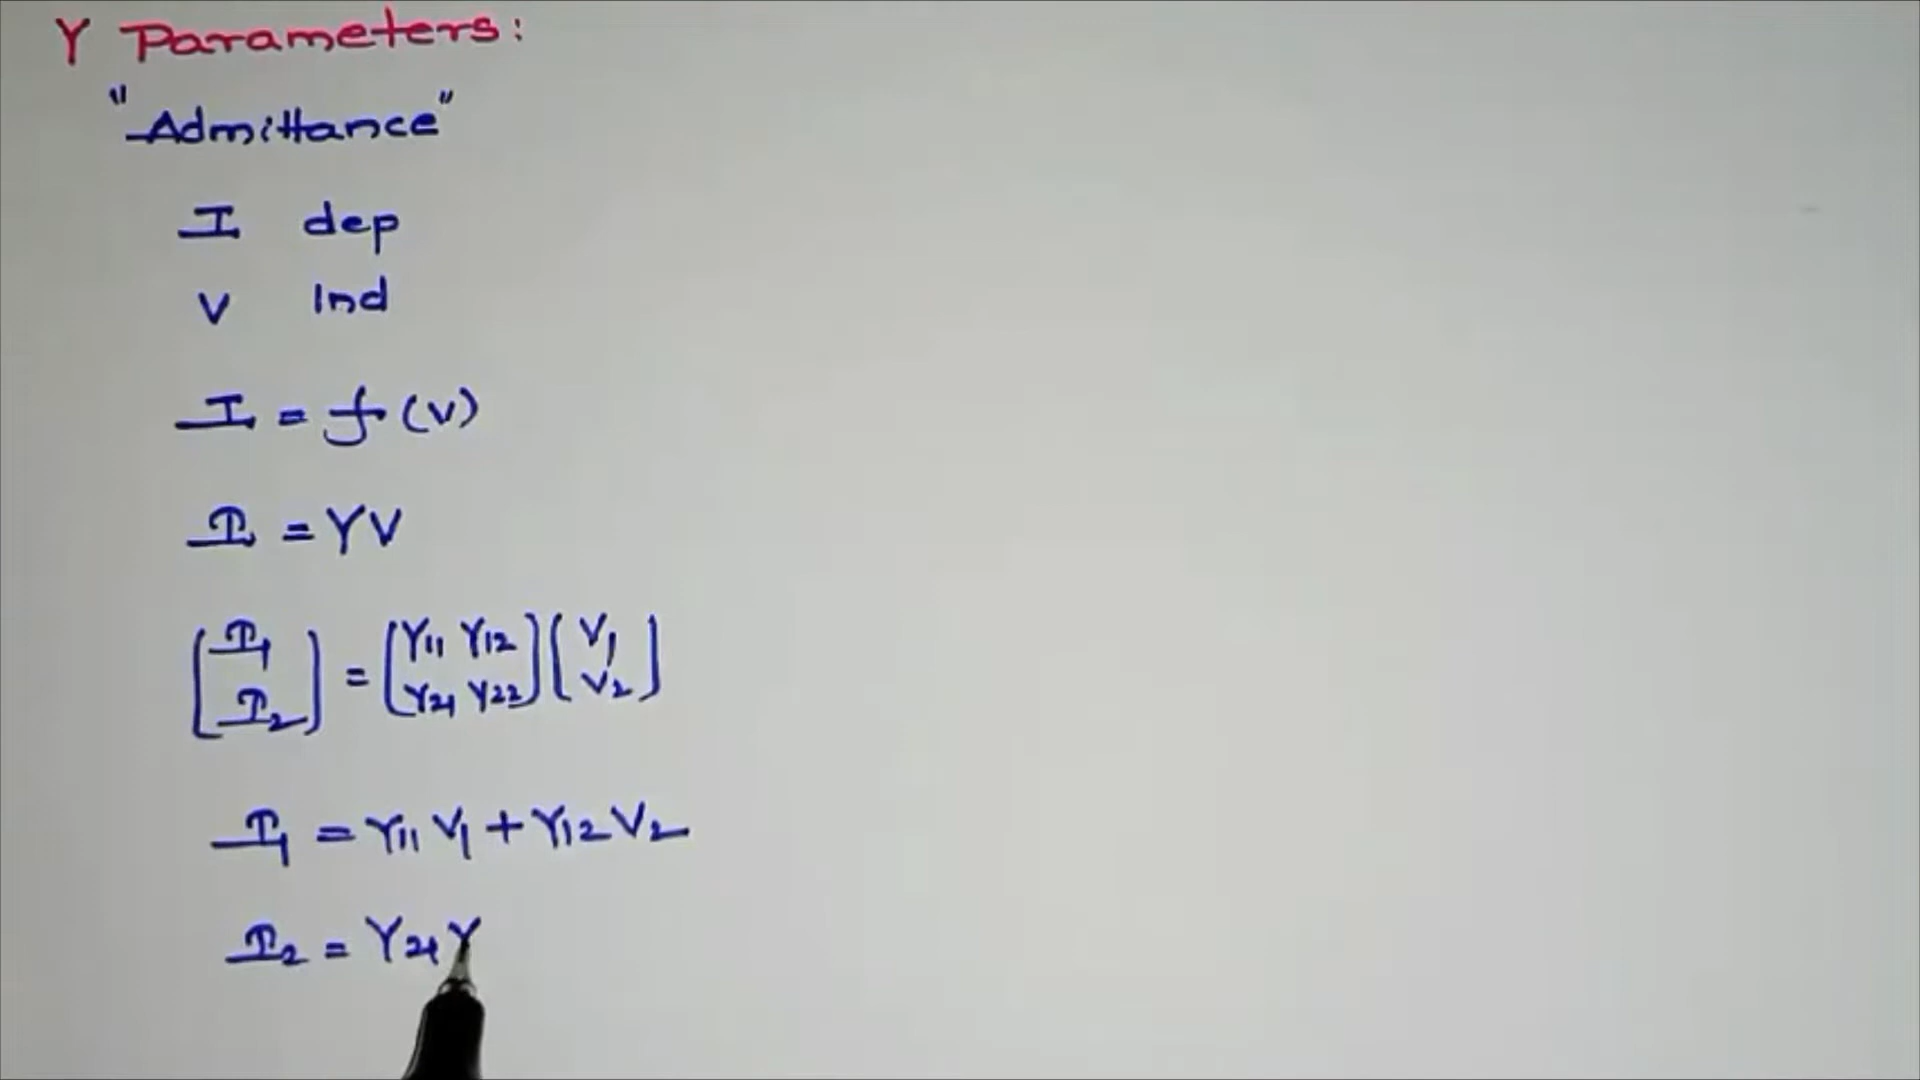 Y Parameters:
"Admittance"
I dep
V Ind
I = f(V)
I = YV
[I1 I2] = [Y11 Y12 Y21 Y22] [V1 V2]
I1 = Y11 V1 + Y12 V2
I2 = Y21 V